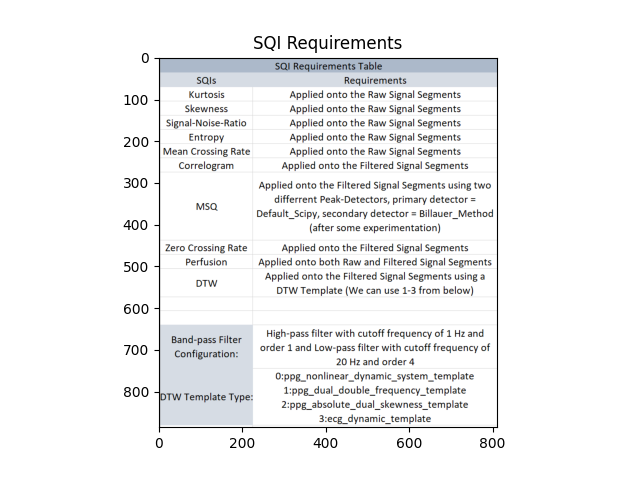 SQI Requirements
SQI Requirements Table
SQIs Requirements
Kurtosis Applied onto the Raw Signal Segments
Skewness Applied onto the Raw Signal Segments
Signal-Noise-Ratio Applied onto the Raw Signal Segments
Entropy Applied onto the Raw Signal Segments
Mean Crossing Rate Applied onto the Raw Signal Segments
Correlogram Applied onto the Filtered Signal Segments
MSQ
Applied onto the Filtered Signal Segments using two
differrent Peak-Detectors, primary detector =
Default_Scipy, secondary detector = Billauer_Method
(after some experimentation)
Zero Crossing Rate Applied onto the Filtered Signal Segments
Perfusion Applied onto both Raw and Filtered Signal Segments
DTW
Applied onto the Filtered Signal Segments using a
DTW Template (We can use 1-3 from below)
Band-pass Filter
Configuration:
High-pass filter with cutoff frequency of 1 Hz and
order 1 and Low-pass filter with cutoff frequency of
20 Hz and order 4
DTW Template Type:
0:ppg_nonlinear_dynamic_system_template
1:ppg_dual_double_frequency_template
2:ppg_absolute_dual_skewness_template
3:ecg_dynamic_template
0
100
200
300
400
500
600
700
800
0 200 400 600 800